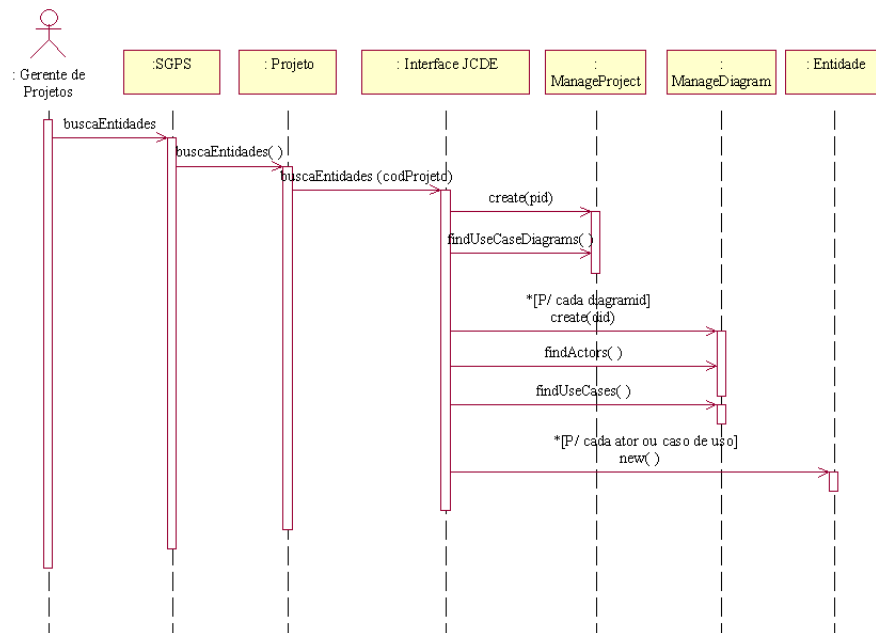 : Gerente de
Projetos
:SGPS
: Projeto
: Interface JCDE
:
ManageProject
:
ManageDiagram
: Entidade
buscaEntidades
buscaEntidades( )
buscaEntidades (codProjeto)
create(pid)
findUseCaseDiagrams( )
*[P/ cada diagramid]
create(did)
findActors( )
findUseCases( )
*[P/ cada ator ou caso de uso]
new( )